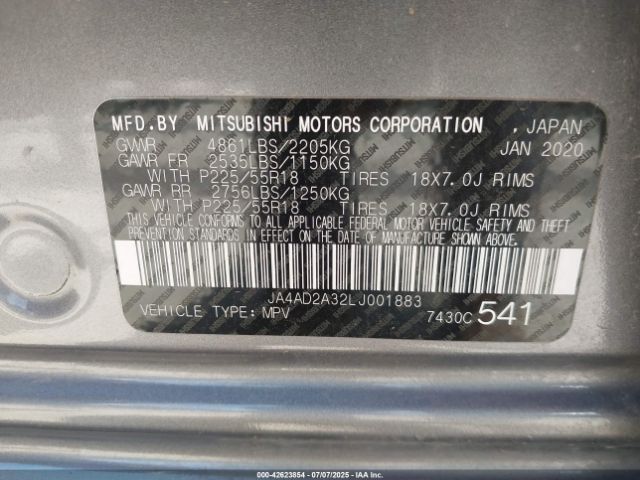 MFD.BY MITSUBISHI MOTORS CORPORATION . JAPAN
GWR 4861LBS/2205KG JAN 2020
GAWR FR 2535LBS/1150KG
WITH P225/55R18 TIRES 18X7.0J RIMS
GAWR RR 2756LBS/1250KG
WITH P225/55R18 TIRES 18X7.0J RIMS
THIS VEHICLE CONFORMS TO ALL APPLICABLE FEDERAL MOTOR VEHICLE SAFETY AND THEFT
PREVENTION STANDARDS IN EFFECT ON THE DATE OF MANUFACTURE SHOWN ABOVE.
JA4AD2A32LJ001883
VEHICLE TYPE: MPV 7430C 541
000-42623854 | 07/07/2025 | IAA Inc.